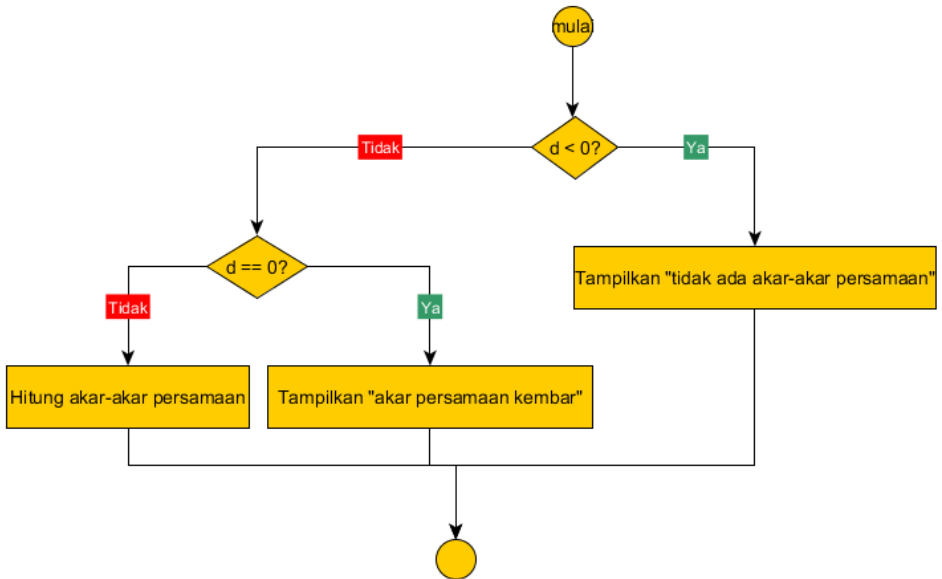 mulai
d < 0?
Tidak
Ya
d == 0?
Tampilkan "tidak ada akar-akar persamaan"
Tidak
Ya
Hitung akar-akar persamaan
Tampilkan "akar persamaan kembar"